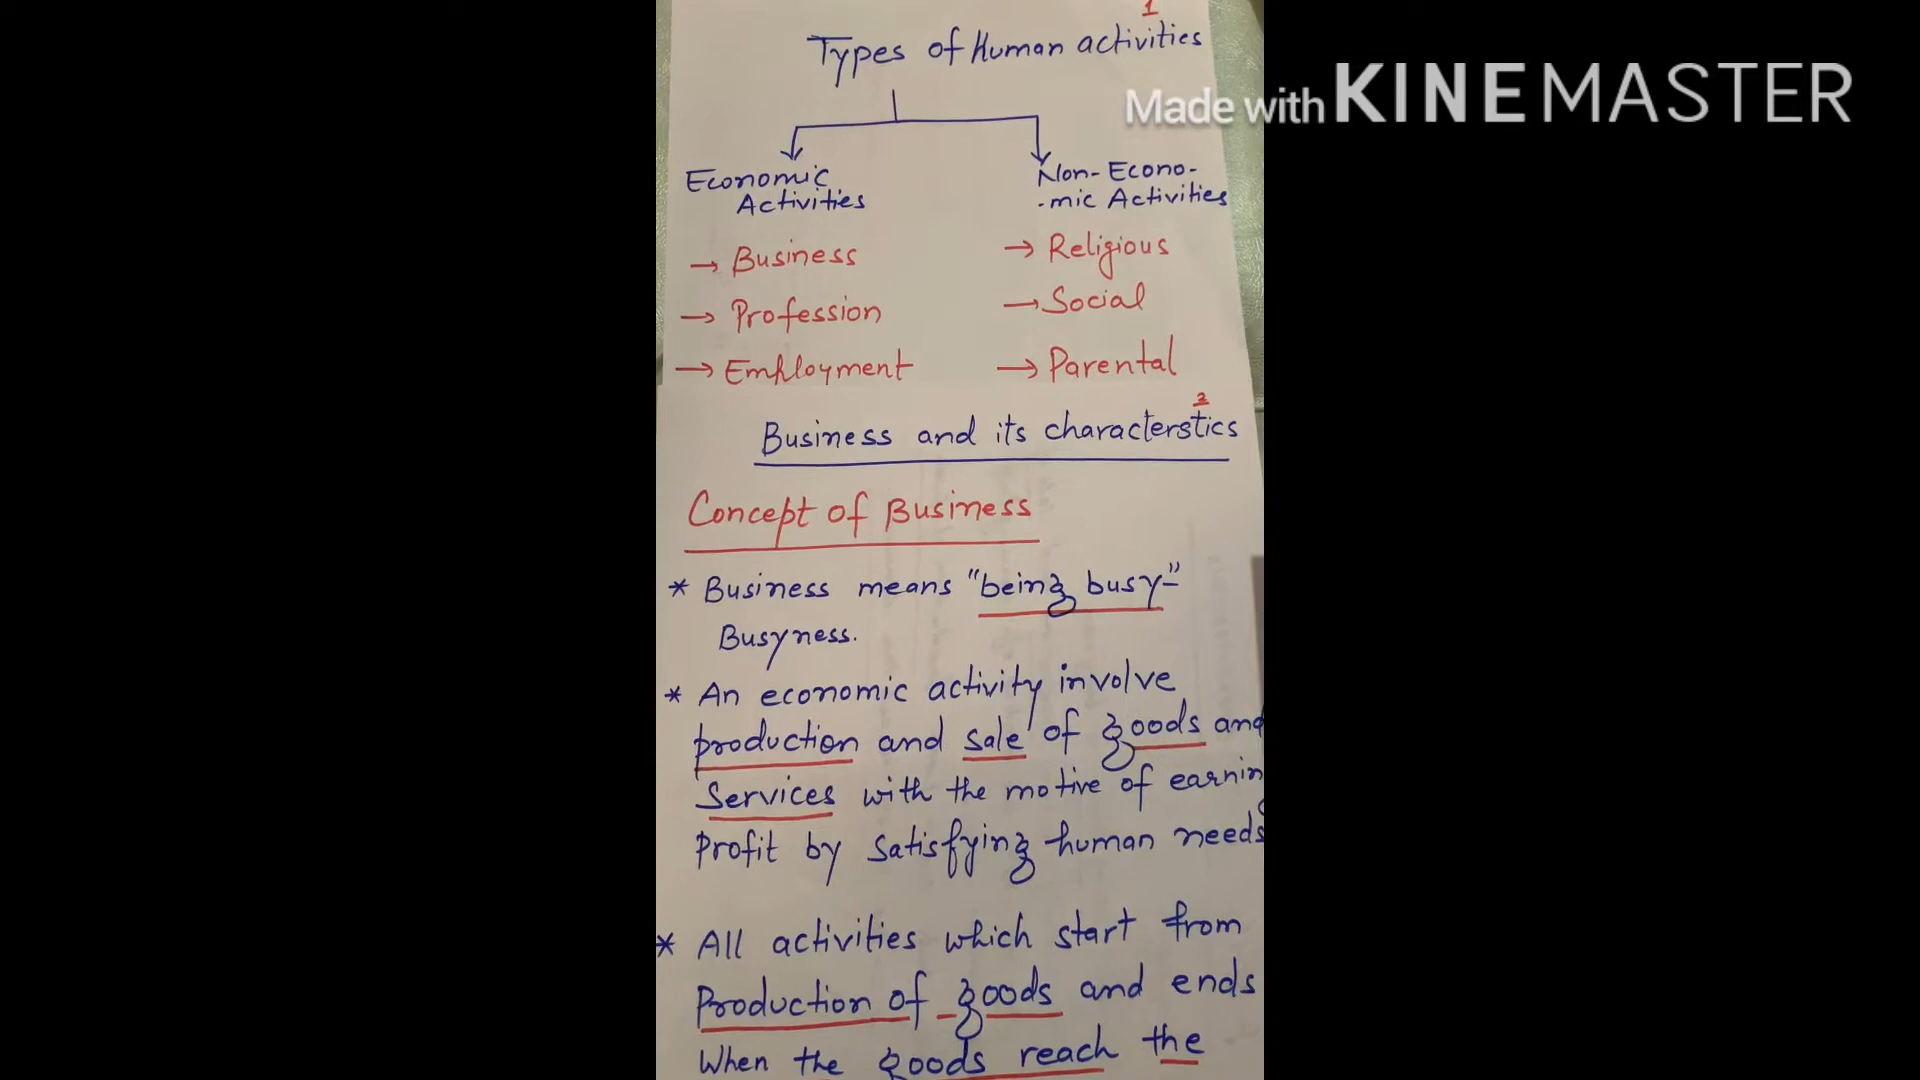 1
Types of Human activities
Made with KINEMASTER
Economic
Activities
Non-Econo-
-mic Activities
→ Business
→ Religious
→ Profession
→ Social
→ Employment
→ Parental
2
Business and its characterstics
Concept of Business
* Business means "being busy-"
Busyness.
* An economic activity involve
production and sale of goods and
Services with the motive of earnin
Profit by satisfying human needs
* All activities which start from
Production of goods and ends
When the goods reach the